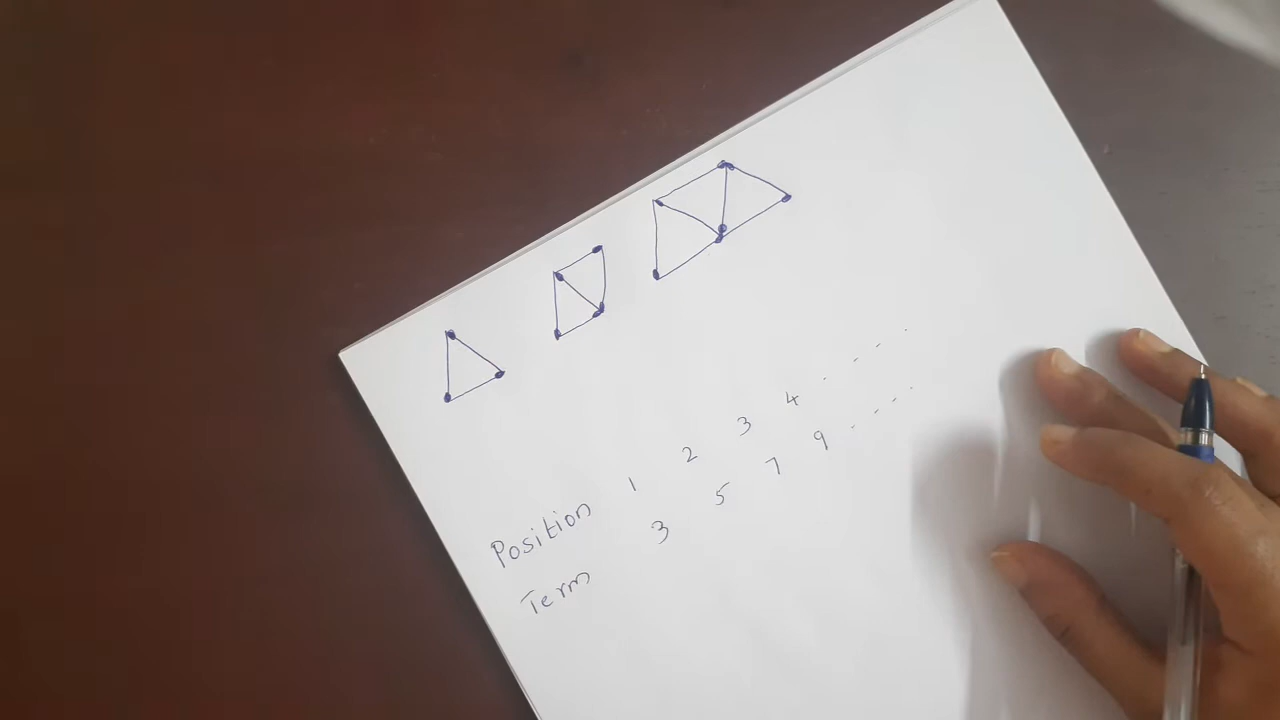 Position 1 2 3 4 . - - .
Term 3 5 7 9 . - - .